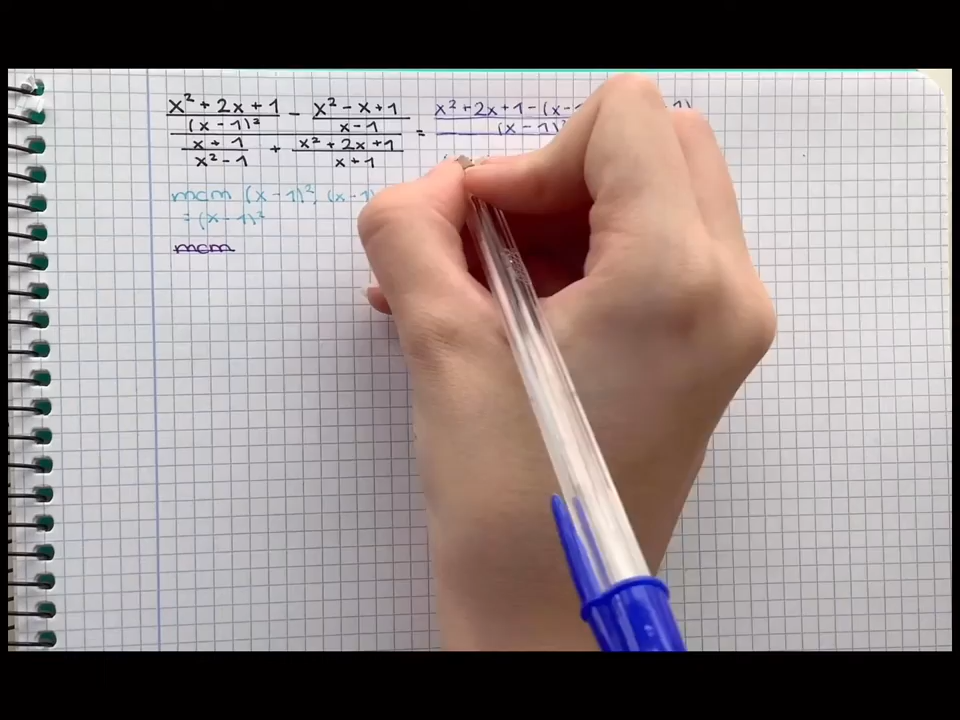 x² + 2x + 1 / (x - 1)² - x² - x + 1 / x - 1 = x² + 2x + 1 - (x - 1) / (x - 1)²
x + 1 / x² - 1 + x² + 2x + 1 / x + 1
mcm (x - 1)², (x - 1)
= (x - 1)²
mcm